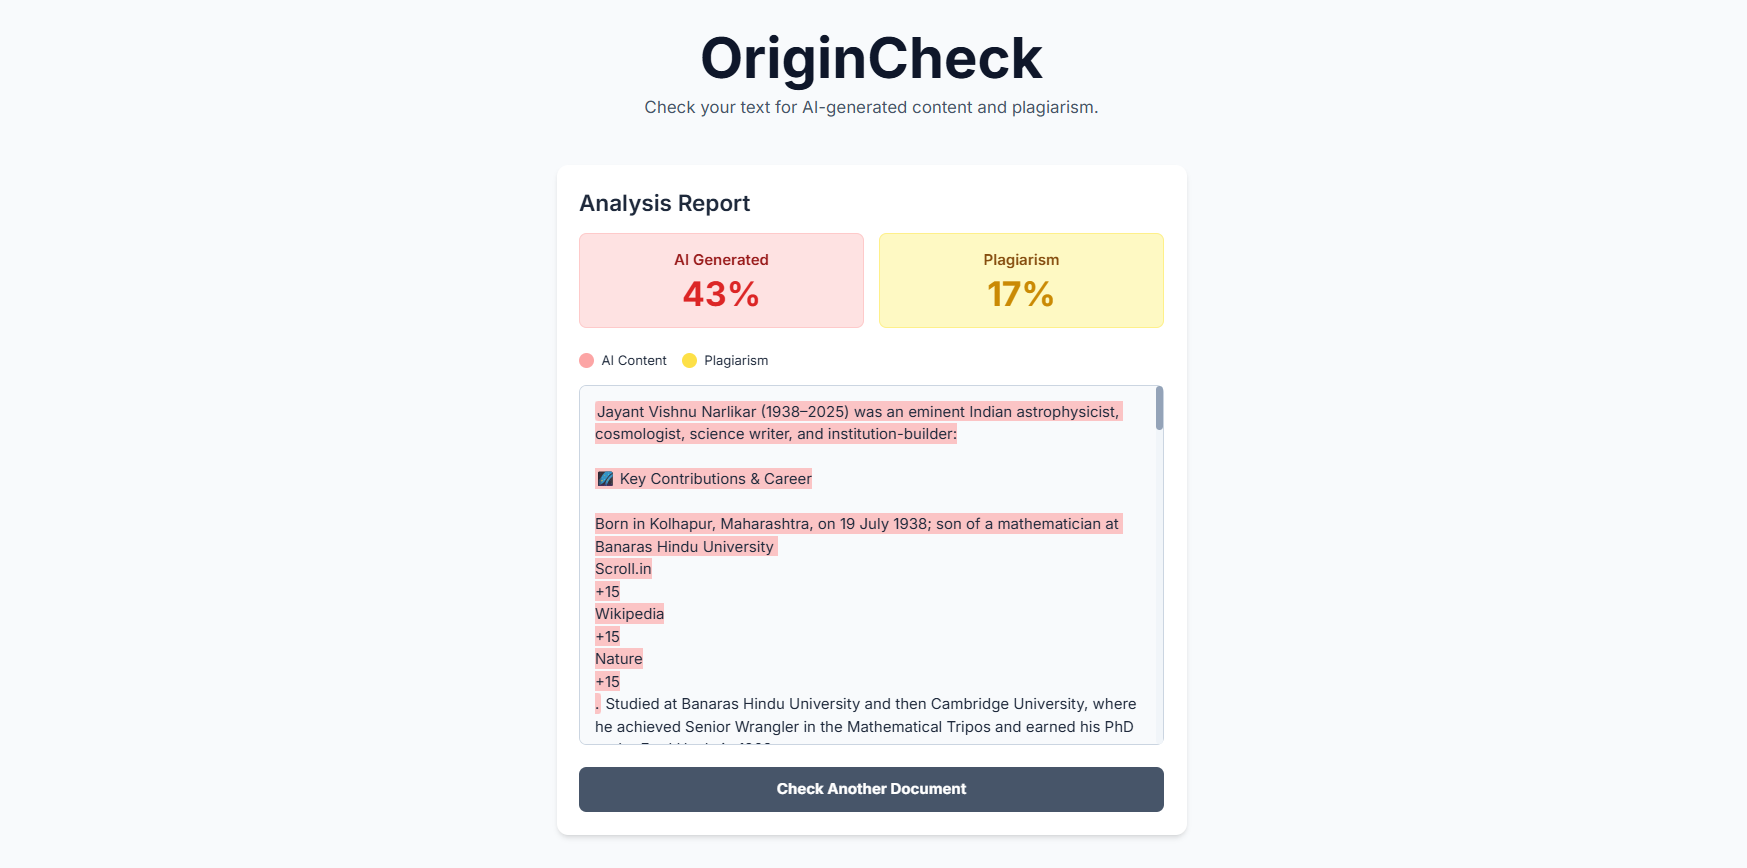 OriginCheck
Check your text for AI-generated content and plagiarism.
Analysis Report
AI Generated
43%
Plagiarism
17%
AI Content
Plagiarism
Jayant Vishnu Narlikar (1938–2025) was an eminent Indian astrophysicist,
cosmologist, science writer, and institution-builder:
Key Contributions & Career
Born in Kolhapur, Maharashtra, on 19 July 1938; son of a mathematician at
Banaras Hindu University
Scroll.in
+15
Wikipedia
+15
Nature
+15
. Studied at Banaras Hindu University and then Cambridge University, where
he achieved Senior Wrangler in the Mathematical Tripos and earned his PhD
Check Another Document